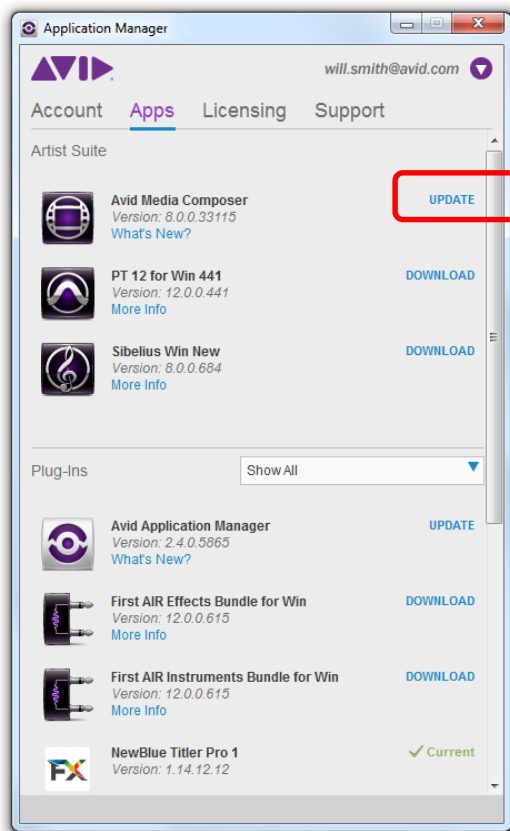 Application Manager
AVID
will.smith@avid.com
Account Apps Licensing Support
Artist Suite
Avid Media Composer UPDATE
Version: 8.0.0.33115
What's New?
PT 12 for Win 441 DOWNLOAD
Version: 12.0.0.441
More Info
Sibelius Win New DOWNLOAD
Version: 8.0.0.684
More Info
Plug-Ins Show All
Avid Application Manager UPDATE
Version: 2.4.0.5865
What's New?
First AIR Effects Bundle for Win DOWNLOAD
Version: 12.0.0.615
More Info
First AIR Instruments Bundle for Win DOWNLOAD
Version: 12.0.0.615
More Info
FX NewBlue Titler Pro 1 Current
Version: 1.14.12.12